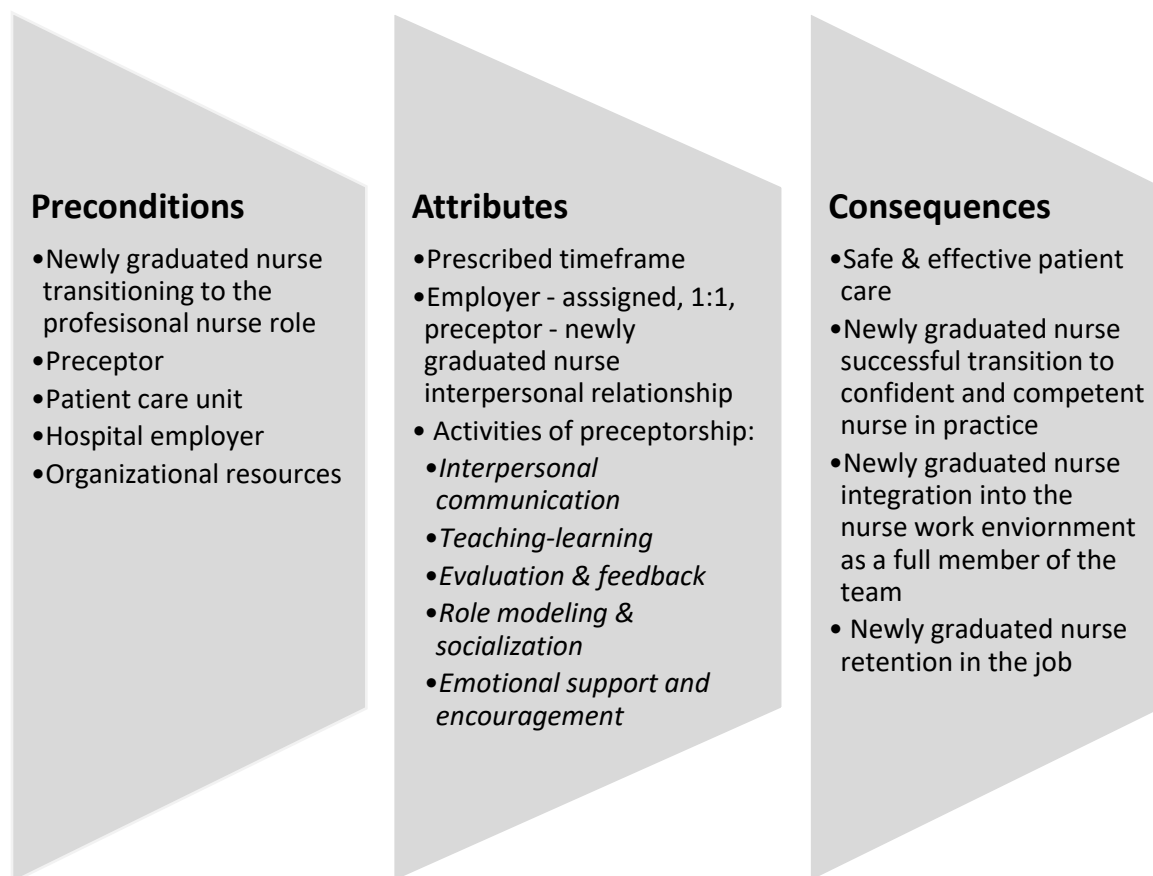 Preconditions
•Newly graduated nurse
transitioning to the
profesisonal nurse role
•Preceptor
•Patient care unit
•Hospital employer
•Organizational resources
Attributes
•Prescribed timeframe
•Employer - asssigned, 1:1,
preceptor - newly
graduated nurse
interpersonal relationship
• Activities of preceptorship:
•Interpersonal
communication
•Teaching-learning
•Evaluation & feedback
•Role modeling &
socialization
•Emotional support and
encouragement
Consequences
•Safe & effective patient
care
•Newly graduated nurse
successful transition to
confident and competent
nurse in practice
•Newly graduated nurse
integration into the
nurse work enviornment
as a full member of the
team
• Newly graduated nurse
retention in the job